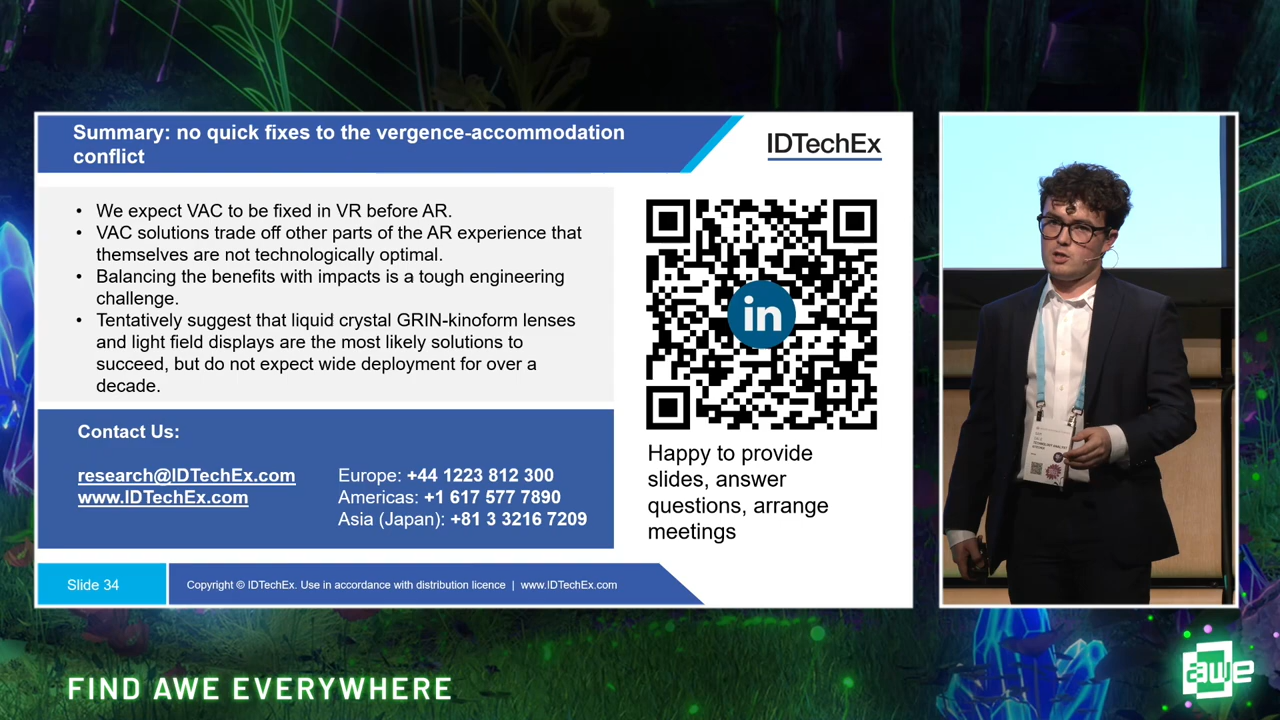 Summary: no quick fixes to the vergence-accommodation
conflict
IDTechEx
• We expect VAC to be fixed in VR before AR.
• VAC solutions trade off other parts of the AR experience that
themselves are not technologically optimal.
• Balancing the benefits with impacts is a tough engineering
challenge.
• Tentatively suggest that liquid crystal GRIN-kinoform lenses
and light field displays are the most likely solutions to
succeed, but do not expect wide deployment for over a
decade.
in
Happy to provide
slides, answer
questions, arrange
meetings
Contact Us:
research@IDTechEx.com
www.IDTechEx.com
Europe: +44 1223 812 300
Americas: +1 617 577 7890
Asia (Japan): +81 3 3216 7209
Slide 34
Copyright © IDTechEx. Use in accordance with distribution licence | www.IDTechEx.com
FIND AWE EVERYWHERE
awe